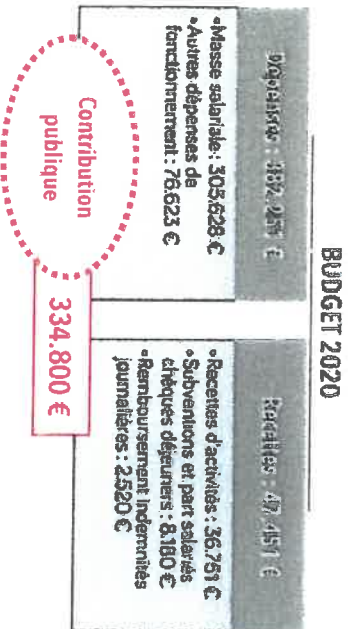 BUDGET 2020
Dépenses : 382.251 €
•Masse salariale : 305.628 €
•Autres dépenses de
fonctionnement : 76.623 €
Recettes : 47.451 €
•Recettes d'activités : 36.751 €
•Subventions et part salariés
chèques déjeuners : 8.180 €
•Remboursement indemnités
journalières : 2.520 €
Contribution
publique
334.800 €